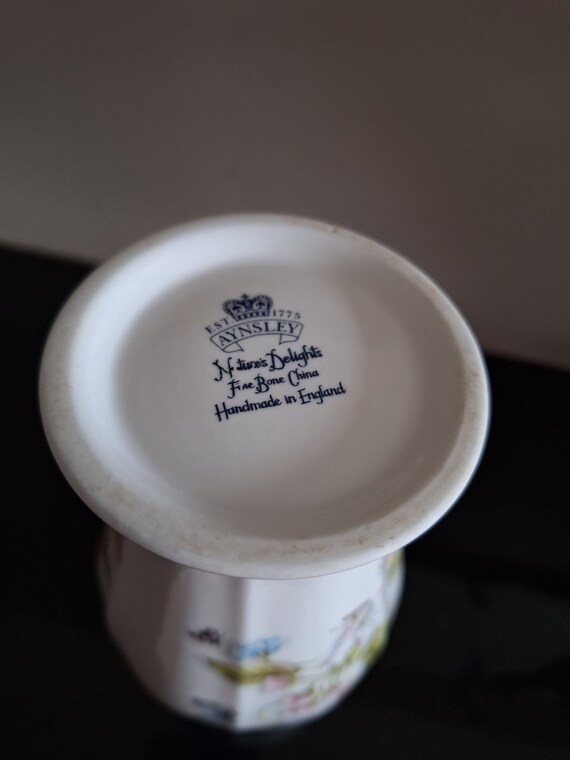 EST 1775
AYNSLEY
Nature's Delights
Fine Bone China
Handmade in England